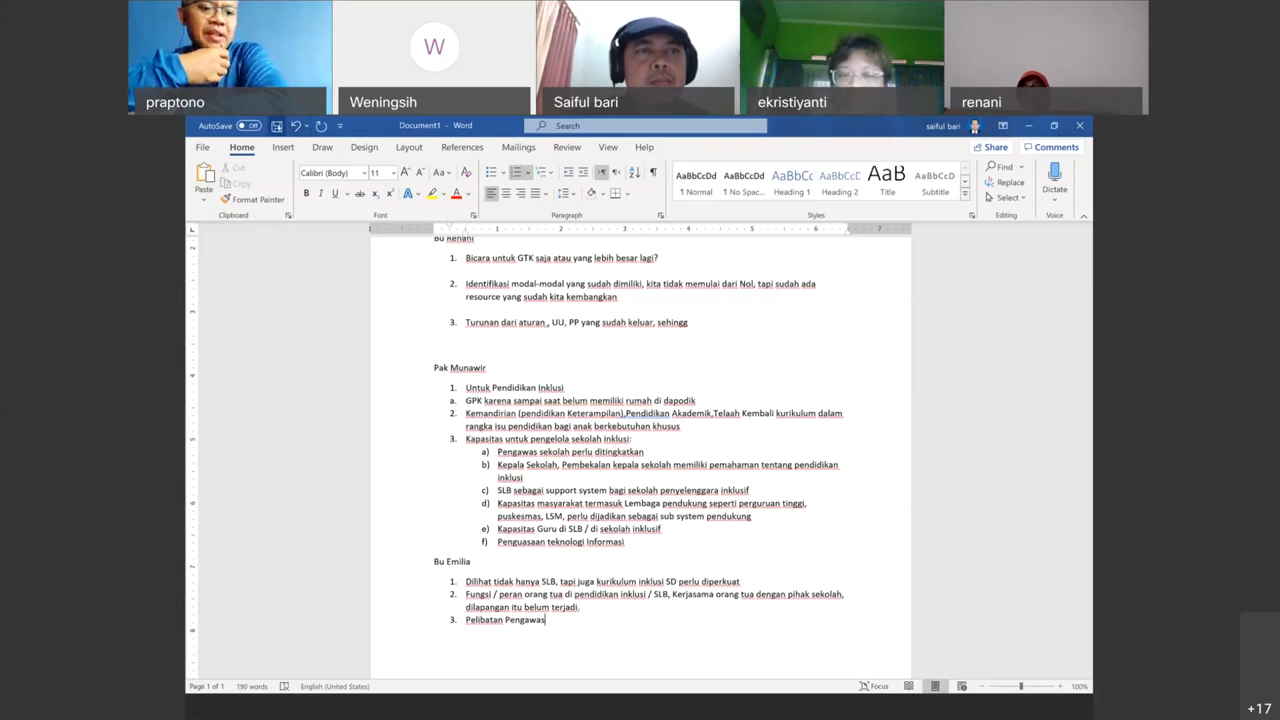 W
praptono
Weningsih
Saiful bari
ekristiyanti
renani
AutoSave Off
Document1 - Word
Search
saiful bari
File Home Insert Draw Design Layout References Mailings Review View Help
Share Comments
Paste
Cut
Copy
Format Painter
Calibri (Body) 11
AaBbCcDd AaBbCcDd AaBbCc AaBbCcC AaB AaBbCcD
¶ Normal ¶ No Spac... Heading 1 Heading 2 Title Subtitle
Find
Replace
Select
Dictate
Clipboard Font Paragraph Styles Editing Voice
1 1 2 3 4 5 6 7
Bu Renani
1. Bicara untuk GTK saja atau yang lebih besar lagi?
2. Identifikasi modal-modal yang sudah dimiliki, kita tidak memulai dari Nol, tapi sudah ada
resource yang sudah kita kembangkan
3. Turunan dari aturan , UU, PP yang sudah keluar, sehingg
Pak Munawir
1. Untuk Pendidikan Inklusi
a. GPK karena sampai saat belum memiliki rumah di dapodik
2. Kemandirian (pendidikan Keterampilan),Pendidikan Akademik,Telaah Kembali kurikulum dalam
rangka isu pendidikan bagi anak berkebutuhan khusus
3. Kapasitas untuk pengelola sekolah inklusi:
a) Pengawas sekolah perlu ditingkatkan
b) Kepala Sekolah, Pembekalan kepala sekolah memiliki pemahaman tentang pendidikan
inklusi
c) SLB sebagai support system bagi sekolah penyelenggara inklusif
d) Kapasitas masyarakat termasuk Lembaga pendukung seperti perguruan tinggi,
puskesmas, LSM, perlu dijadikan sebagai sub system pendukung
e) Kapasitas Guru di SLB / di sekolah inklusif
f) Penguasaan teknologi Informasi
Bu Emilia
1. Dilihat tidak hanya SLB, tapi juga kurikulum inklusi SD perlu diperkuat
2. Fungsi / peran orang tua di pendidikan inklusi / SLB, Kerjasama orang tua dengan pihak sekolah,
dilapangan itu belum terjadi.
3. Pelibatan Pengawas
Page 1 of 1 190 words English (United States) Focus 100%
+17